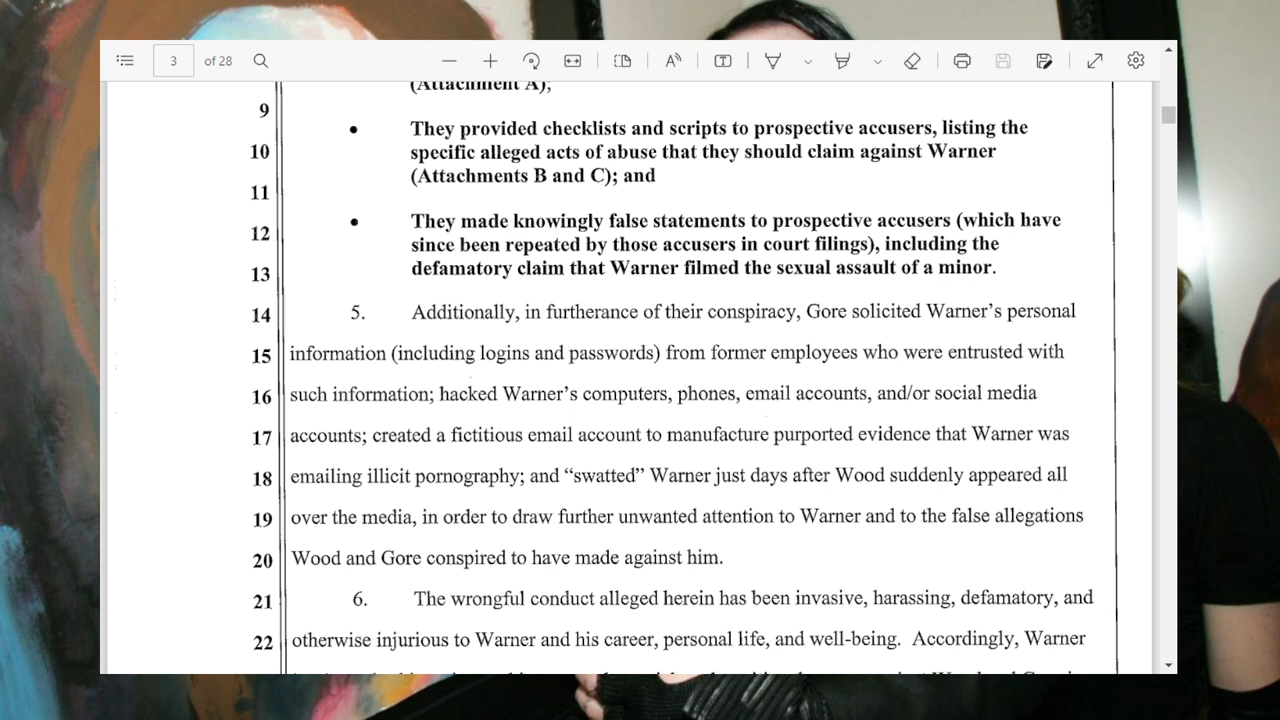 3 of 28
(Attachment A);
9
• They provided checklists and scripts to prospective accusers, listing the
10 specific alleged acts of abuse that they should claim against Warner
(Attachments B and C); and
11
• They made knowingly false statements to prospective accusers (which have
12
since been repeated by those accusers in court filings), including the
13 defamatory claim that Warner filmed the sexual assault of a minor.
14 5. Additionally, in furtherance of their conspiracy, Gore solicited Warner's personal
15 information (including logins and passwords) from former employees who were entrusted with
16 such information; hacked Warner's computers, phones, email accounts, and/or social media
17 accounts; created a fictitious email account to manufacture purported evidence that Warner was
18 emailing illicit pornography; and “swatted” Warner just days after Wood suddenly appeared all
19 over the media, in order to draw further unwanted attention to Warner and to the false allegations
20 Wood and Gore conspired to have made against him.
21 6. The wrongful conduct alleged herein has been invasive, harassing, defamatory, and
22 otherwise injurious to Warner and his career, personal life, and well-being. Accordingly, Warner